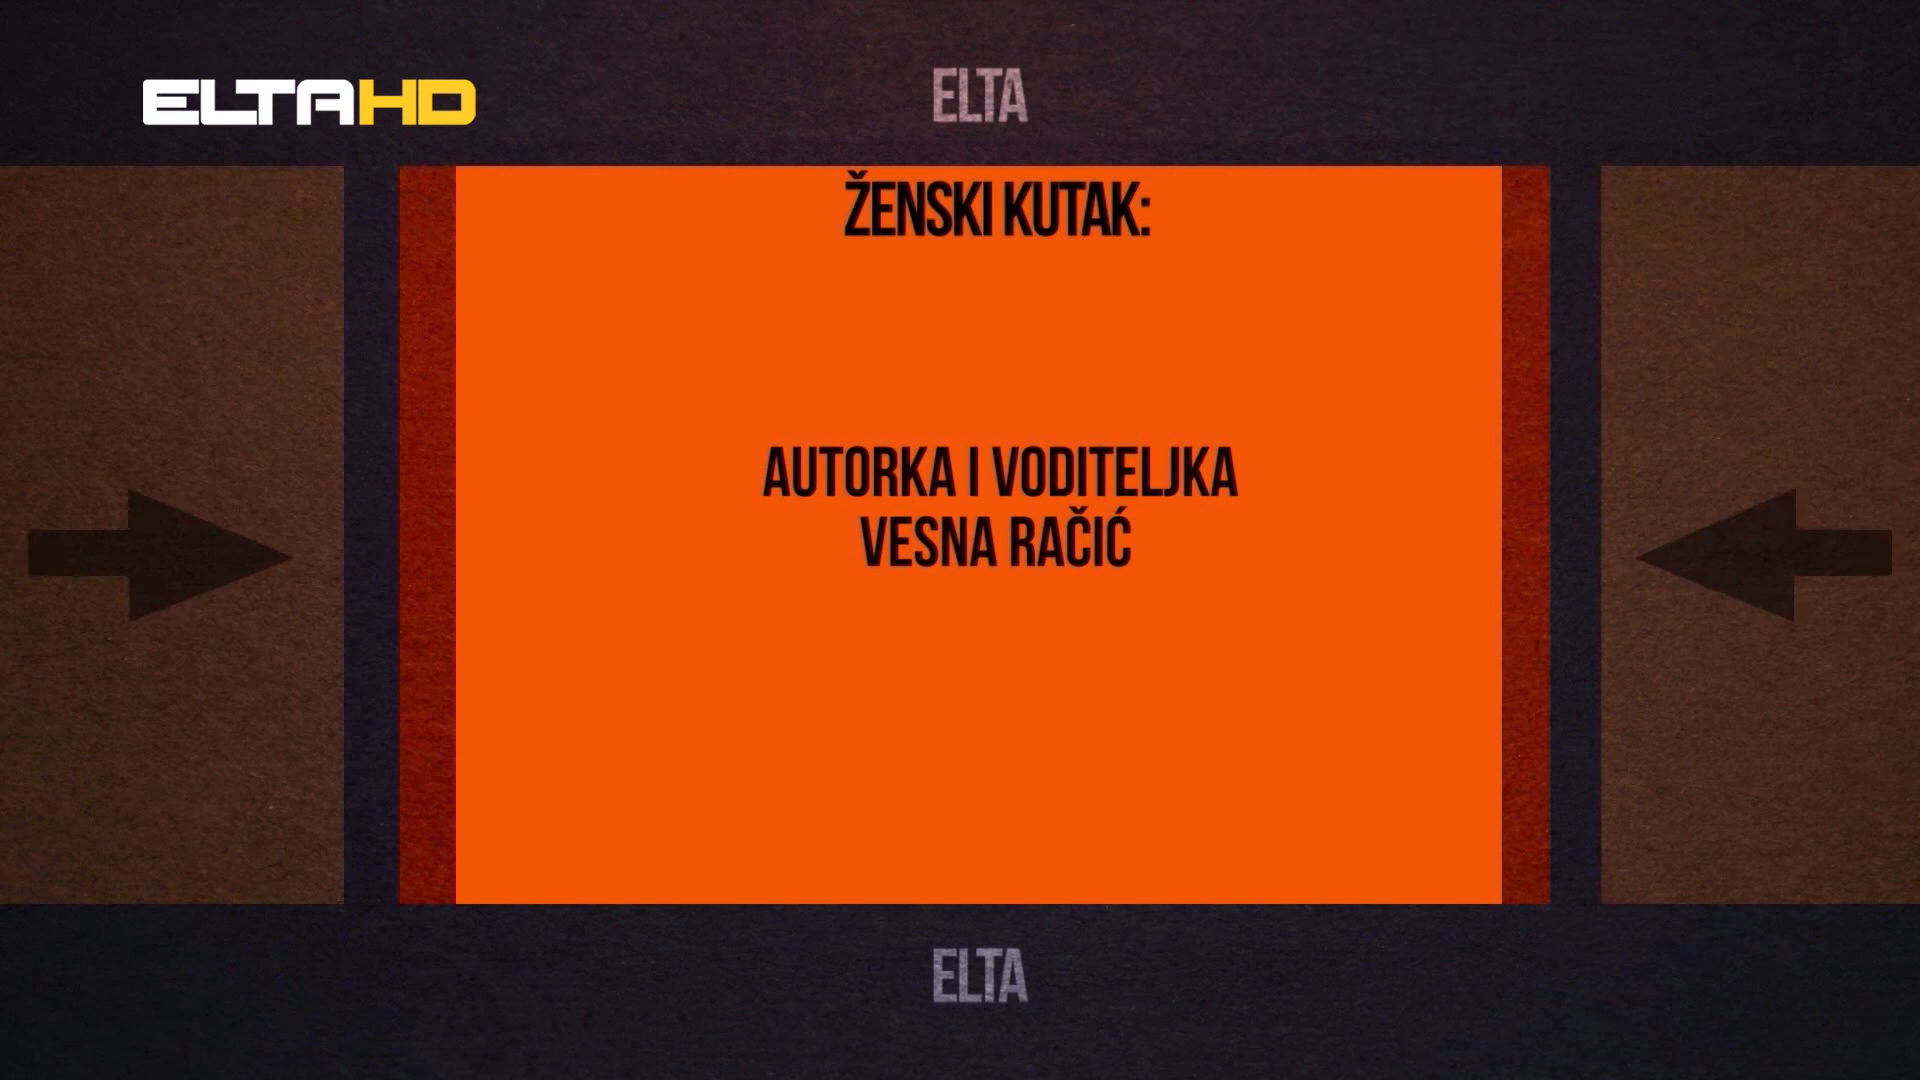 ELTAHD
ELTA
ŽENSKI KUTAK:
AUTORKA I VODITELJKA
VESNA RAČIĆ
ELTA